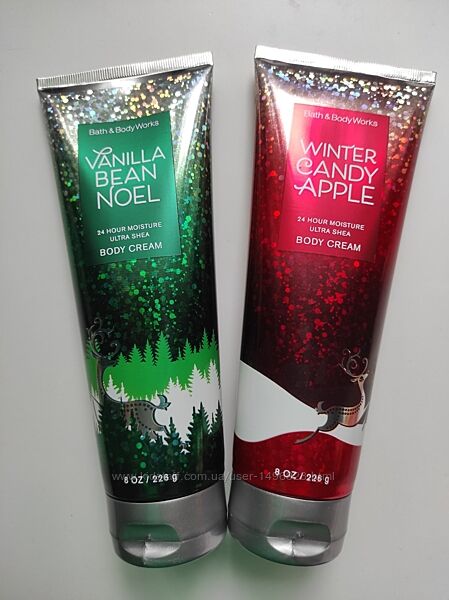 Bath & Body Works
VANILLA
BEAN
NOEL
24 HOUR MOISTURE
ULTRA SHEA
BODY CREAM
8 OZ / 226 g
Bath & Body Works
WINTER
CANDY
APPLE
24 HOUR MOISTURE
ULTRA SHEA
BODY CREAM
8 OZ / 226 g